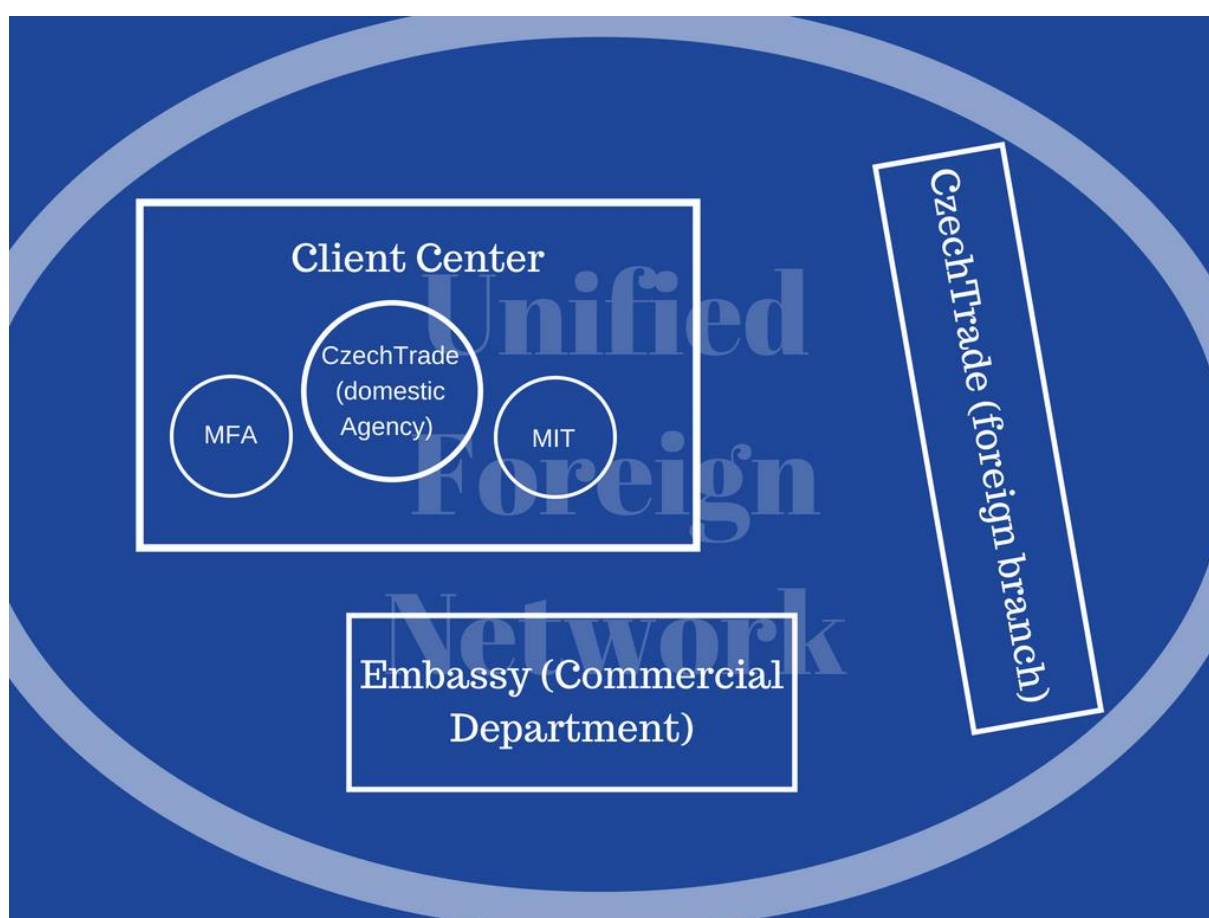 Client Center
CzechTrade
(domestic
Agency)
MFA
MIT
Unified
Foreign
Network
Embassy (Commercial
Department)
CzechTrade (foreign branch)